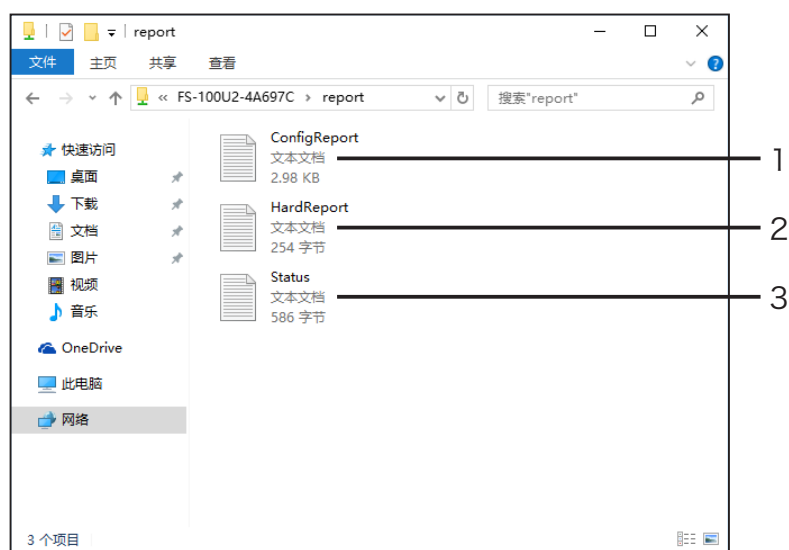 report
文件 主页 共享 查看
« FS-100U2-4A697C › report 搜索"report"
快速访问
桌面
下载
文档
图片
视频
音乐
OneDrive
此电脑
网络
ConfigReport
文本文档
2.98 KB
1
HardReport
文本文档
254 字节
2
Status
文本文档
586 字节
3
3 个项目